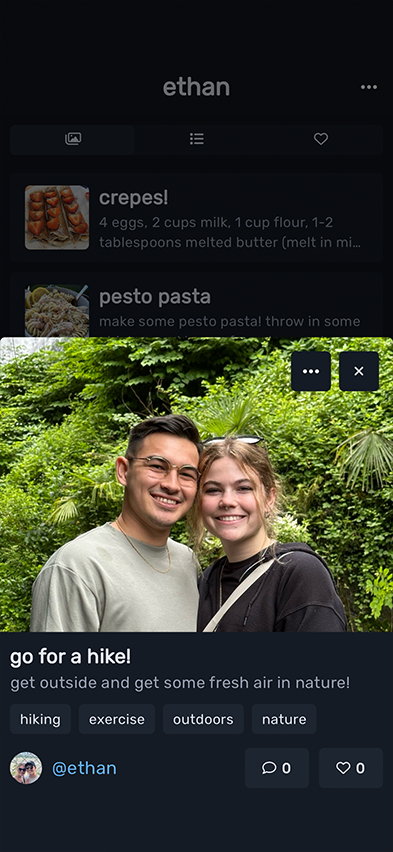 ethan
crepes!
4 eggs, 2 cups milk, 1 cup flour, 1-2
tablespoons melted butter (melt in mi...
pesto pasta
make some pesto pasta! throw in some
go for a hike!
get outside and get some fresh air in nature!
hiking exercise outdoors nature
@ethan 0 0